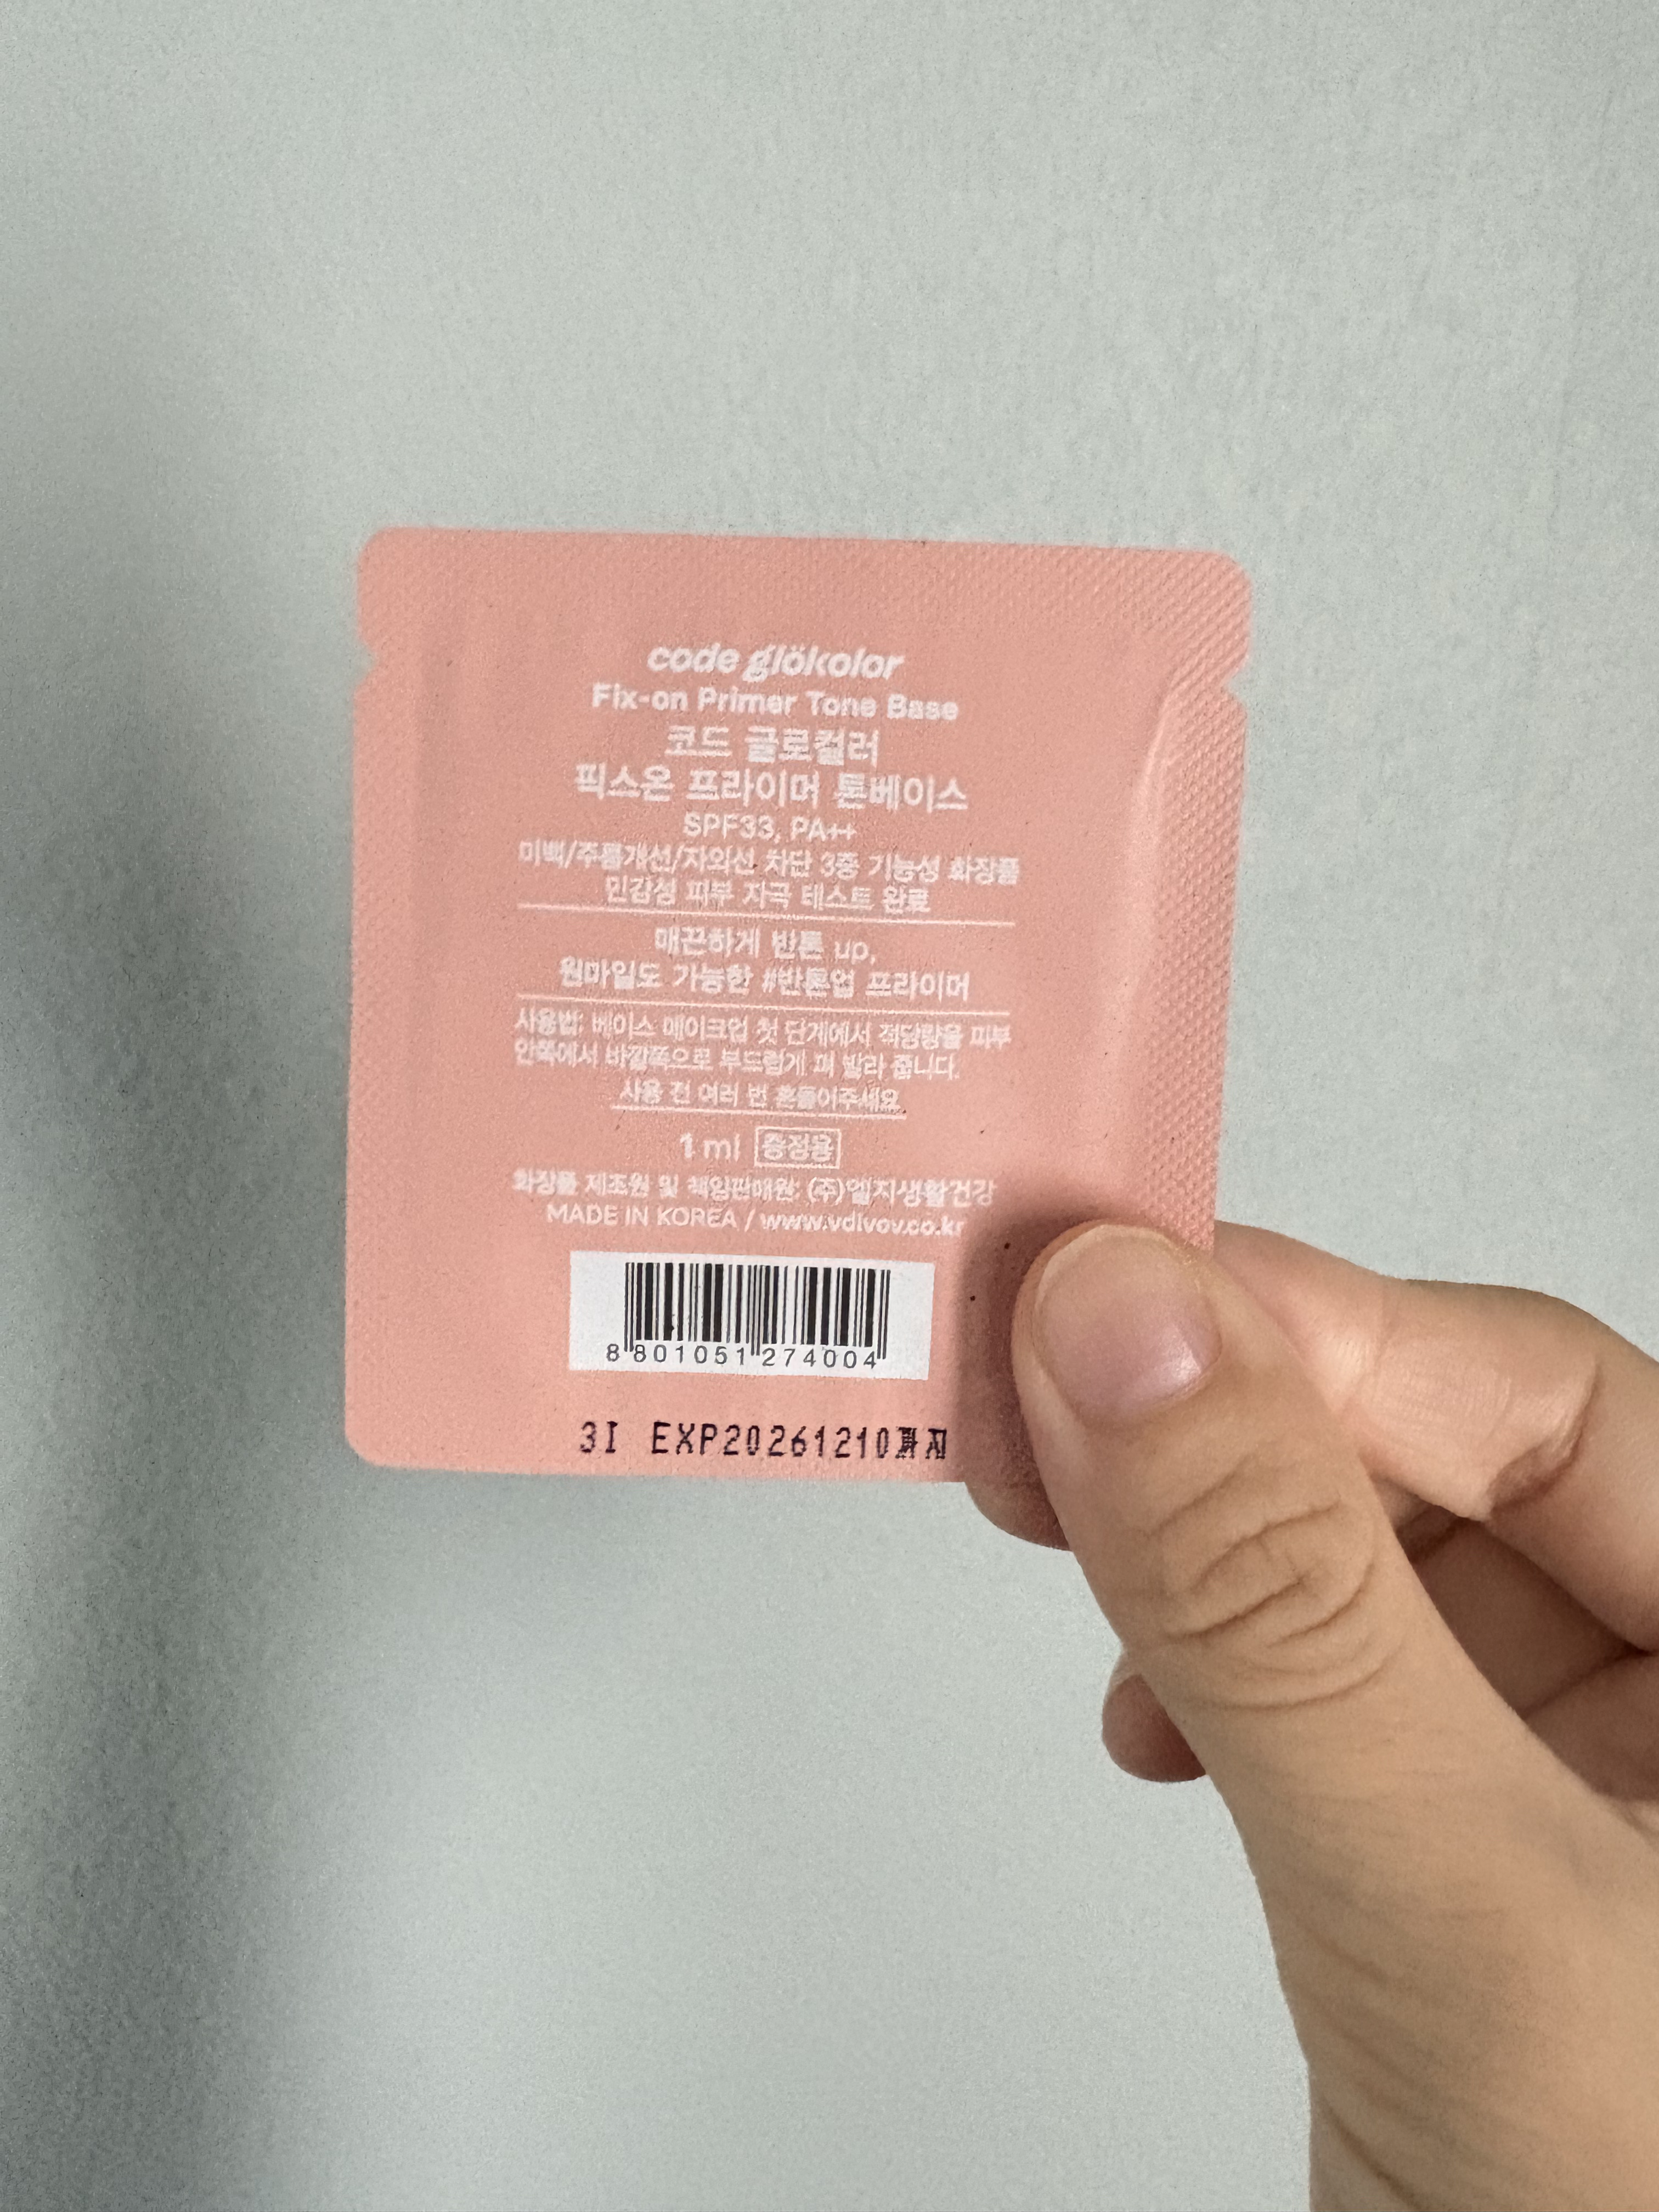 code glökolor
Fix-on Primer Tone Base
코드 글로컬러
픽스온 프라이머 톤베이스
SPF33, PA++
미백/주름개선/자외선 차단 3중 기능성 화장품
민감성 피부 자극 테스트 완료
매끈하게 반톤 up,
원마일도 가능한 #반톤업 프라이머
사용법: 베이스 메이크업 첫 단계에서 적당량을 피부
안쪽에서 바깥쪽으로 부드럽게 펴 발라 줍니다.
사용 전 여러 번 흔들어주세요
1 ml 증정용
화장품 제조원 및 책임판매원: (주)엘지생활건강
MADE IN KOREA / www.vdivov.co.kr
8 801051 274004
3I EXP20261210까지